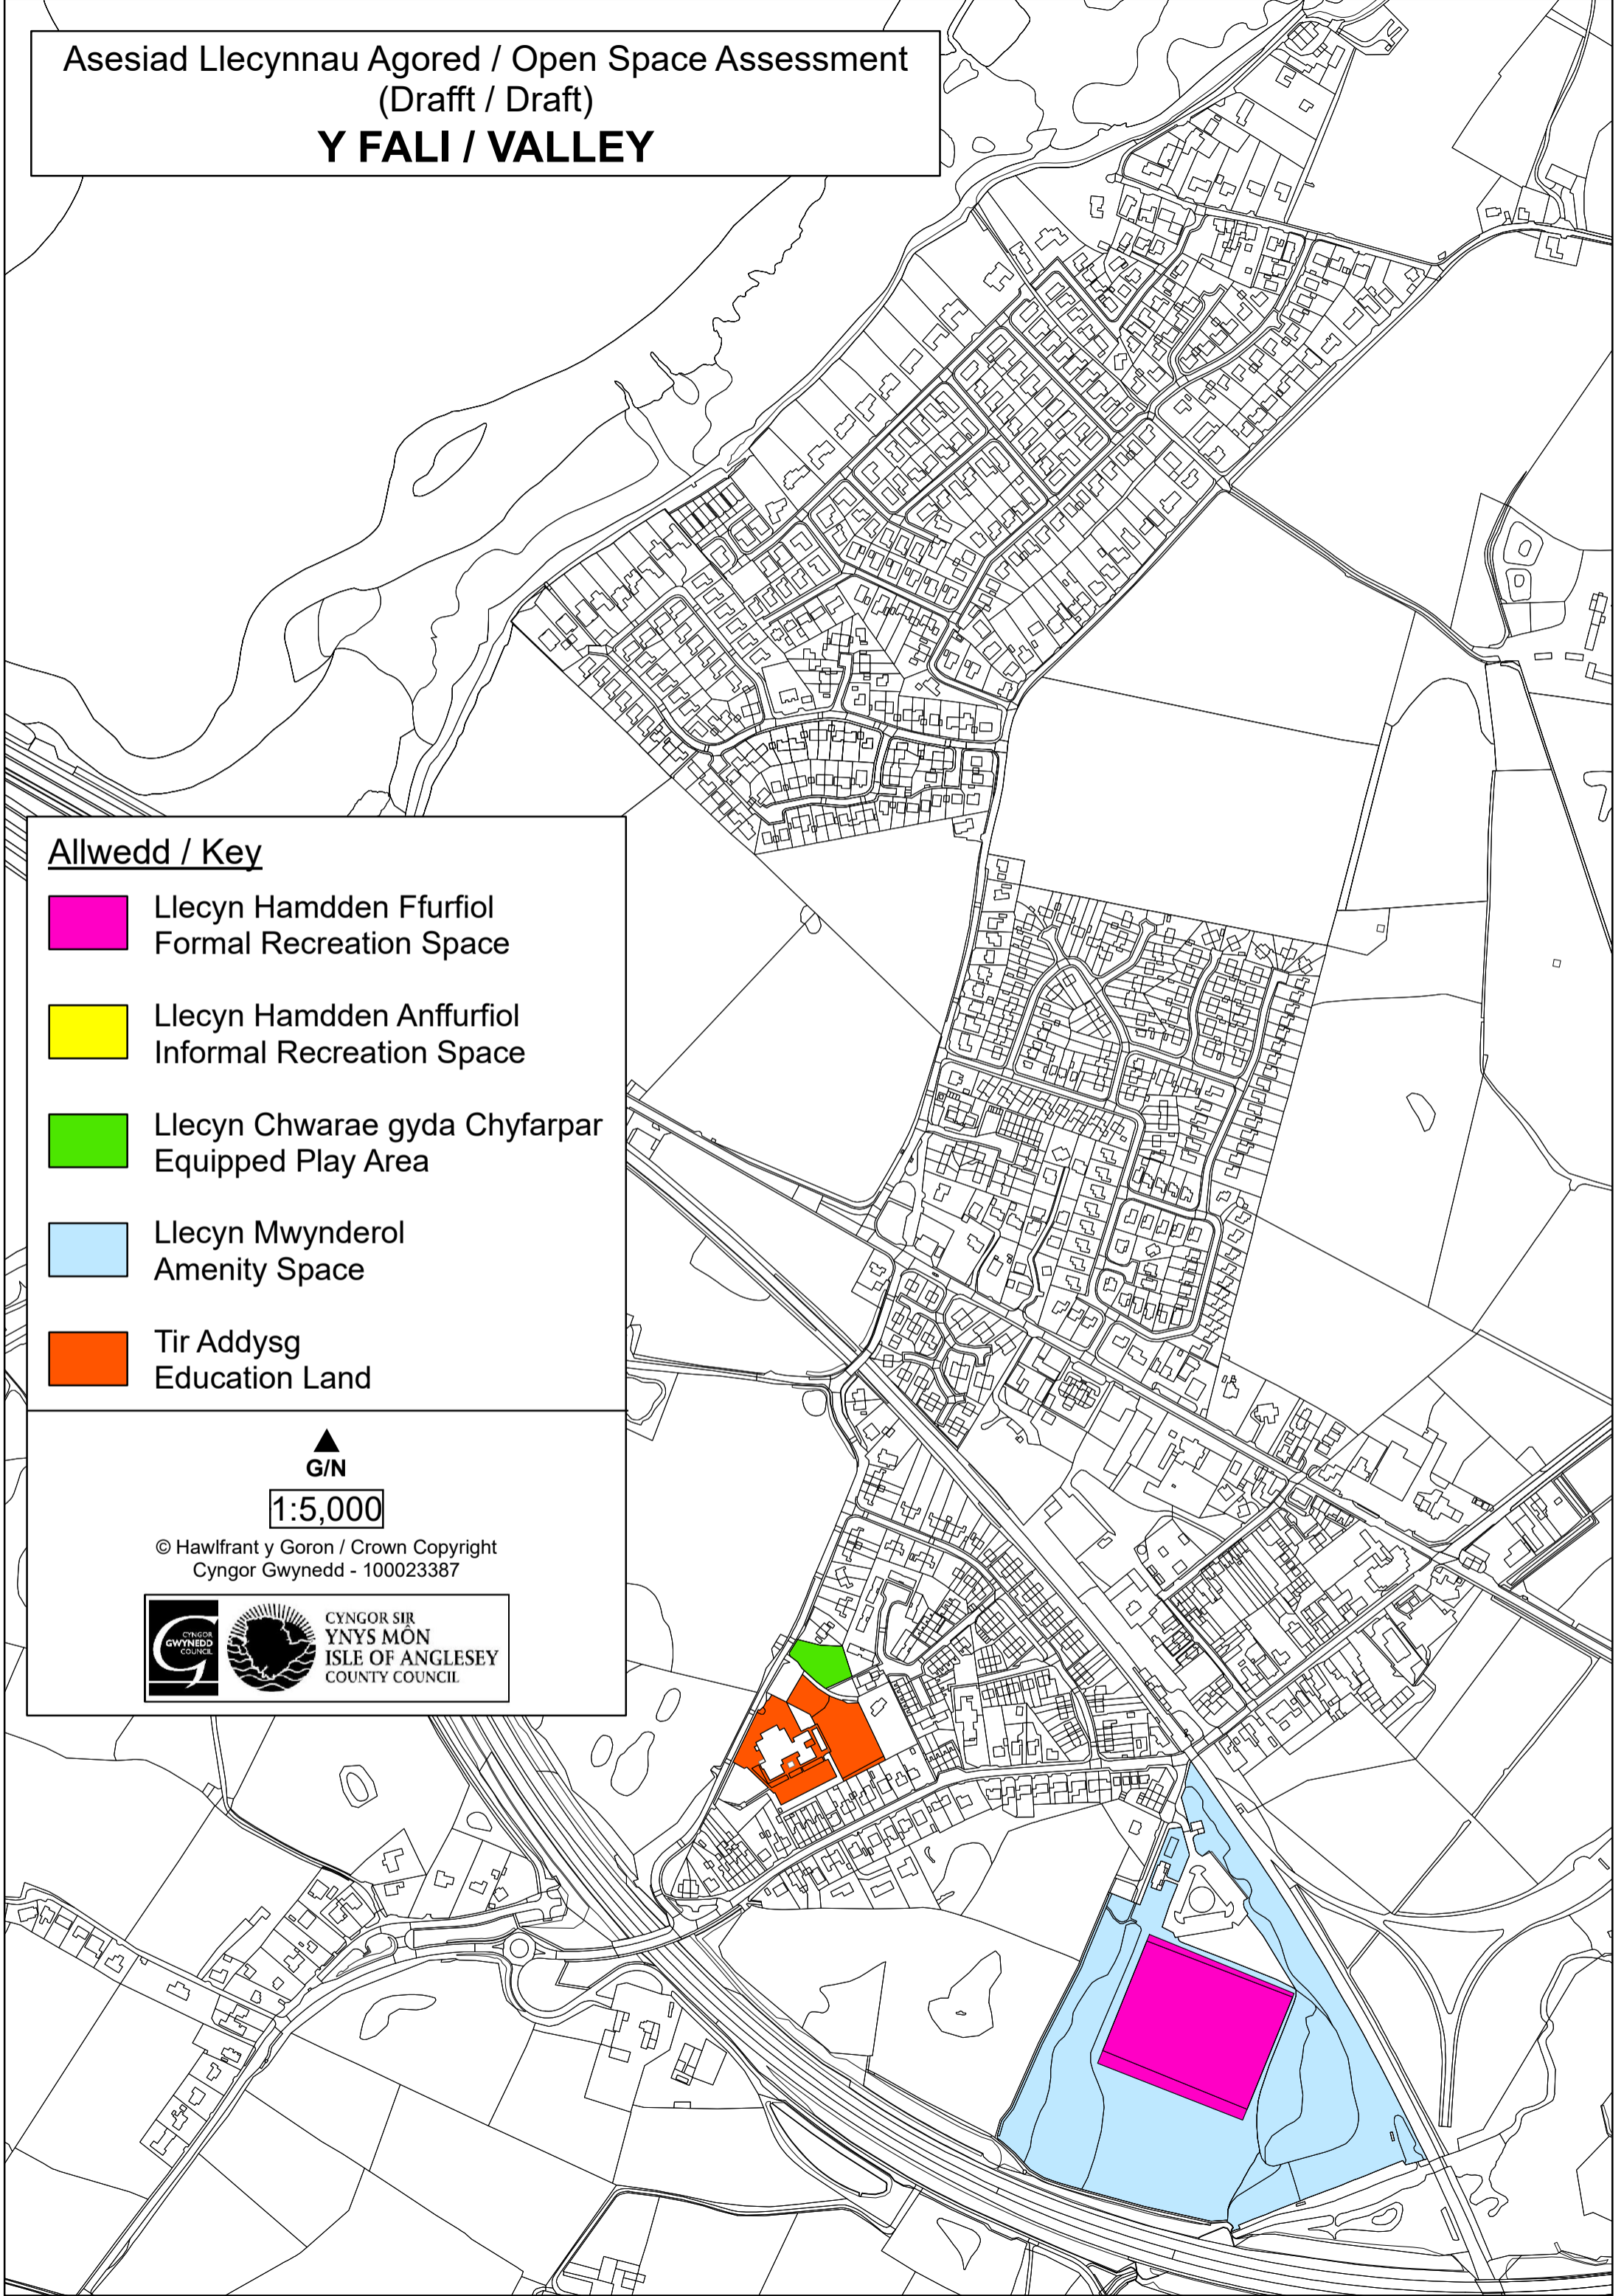 Asesiad Llecynnau Agored / Open Space Assessment
(Drafft / Draft)
Y FALI / VALLEY
Allwedd / Key
Llecyn Hamdden Ffurfiol
Formal Recreation Space
Llecyn Hamdden Anffurfiol
Informal Recreation Space
Llecyn Chwarae gyda Chyfarpar
Equipped Play Area
Llecyn Mwynderol
Amenity Space
Tir Addysg
Education Land
G/N
1:5,000
© Hawlfrant y Goron / Crown Copyright
Cyngor Gwynedd - 100023387
CYNGOR
GWYNEDD
COUNCIL
CYNGOR SIR
YNYS MÔN
ISLE OF ANGLESEY
COUNTY COUNCIL